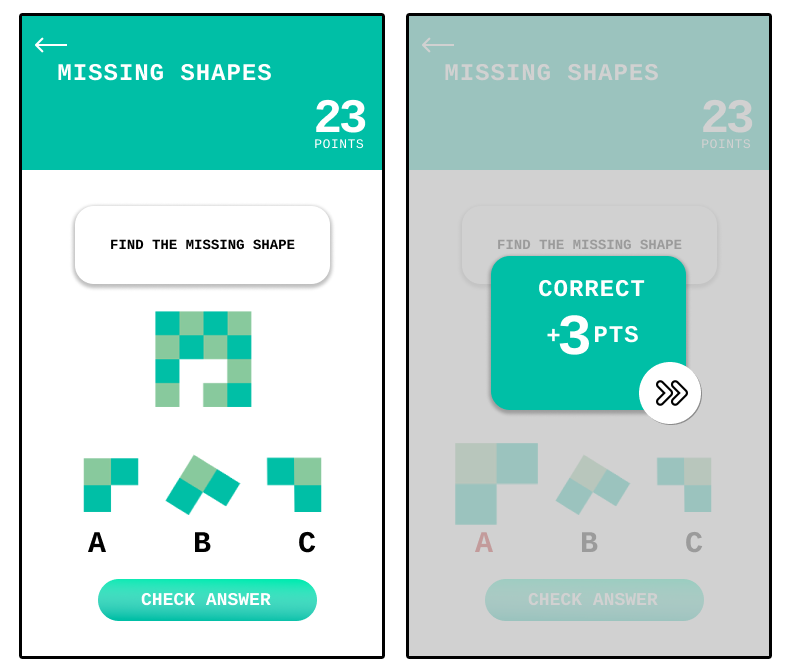 MISSING SHAPES
23
POINTS
FIND THE MISSING SHAPE
A B C
CHECK ANSWER
MISSING SHAPES
23
POINTS
FIND THE MISSING SHAPE
CORRECT
+3 PTS
A B C
CHECK ANSWER